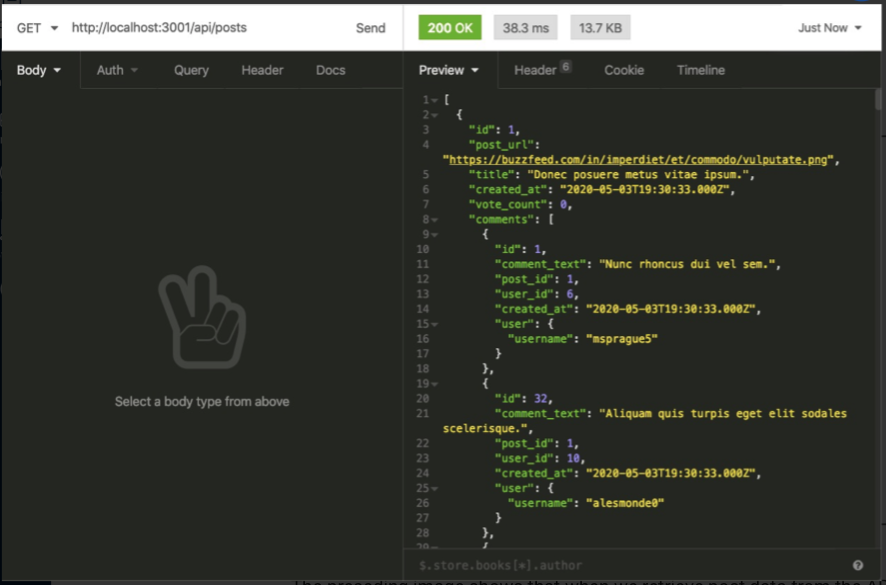 GET http://localhost:3001/api/posts Send
200 OK 38.3 ms 13.7 KB Just Now
Body Auth Query Header Docs
Preview Header 6 Cookie Timeline
Select a body type from above
1 [
2 {
3 "id": 1,
4 "post_url":
"https://buzzfeed.com/in/imperdiet/et/commodo/vulputate.png",
5 "title": "Donec posuere metus vitae ipsum.",
6 "created_at": "2020-05-03T19:30:33.000Z",
7 "vote_count": 0,
8 "comments": [
9 {
10 "id": 1,
11 "comment_text": "Nunc rhoncus dui vel sem.",
12 "post_id": 1,
13 "user_id": 6,
14 "created_at": "2020-05-03T19:30:33.000Z",
15 "user": {
16 "username": "msprague5"
17 }
18 },
19 {
20 "id": 32,
21 "comment_text": "Aliquam quis turpis eget elit sodales
scelerisque.",
22 "post_id": 1,
23 "user_id": 10,
24 "created_at": "2020-05-03T19:30:33.000Z",
25 "user": {
26 "username": "alesmonde0"
27 }
28 },
29 {
$.store.books[*].author
The preceding image shows that when we retrieve post data from the